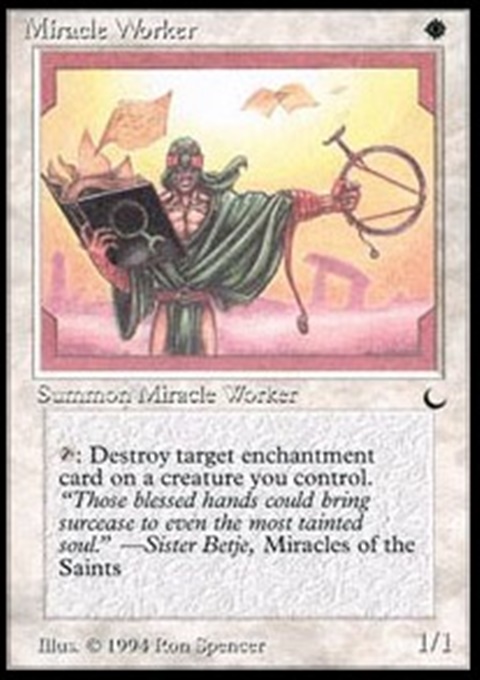 Miracle Worker
Summon Miracle Worker
: Destroy target enchantment
card on a creature you control.
“Those blessed hands could bring
surcease to even the most tainted
soul.” —Sister Betje, Miracles of the
Saints
Illus. © 1994 Ron Spencer
1/1